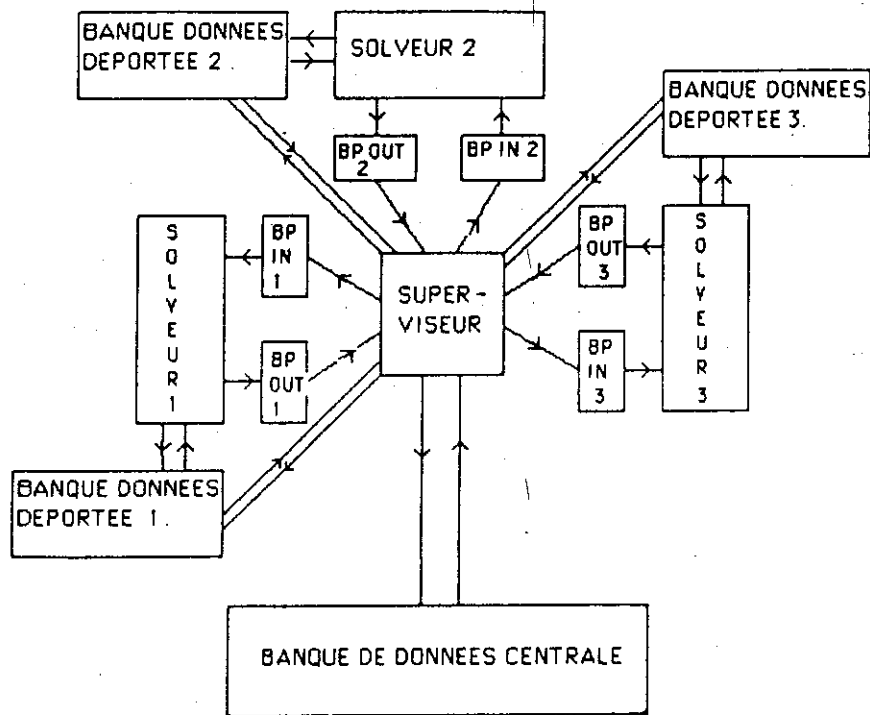 BANQUE DONNEES
DEPORTEE 2.
SOLVEUR 2
BANQUE DONNEES
DEPORTEE 3.
BP OUT
2
BP IN 2
SOLVEUR 1
BP
IN
1
BP
OUT
1
SUPER-
VISEUR
BP
OUT
3
BP
IN
3
SOLVEUR 3
BANQUE DONNEES
DEPORTEE 1.
BANQUE DE DONNEES CENTRALE